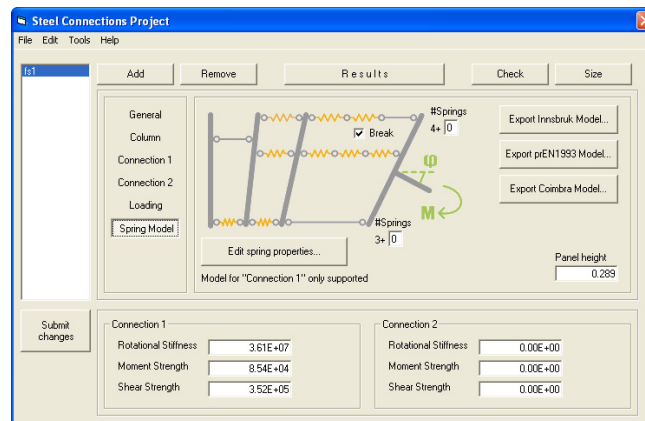 Steel Connections Project
File Edit Tools Help
fs1
Add Remove Results Check Size
General
Column
Connection 1
Connection 2
Loading
Spring Model
#Springs
4+ 0
Break
φ
M
#Springs
3+ 0
Edit spring properties...
Model for "Connection 1" only supported
Export Innsbruk Model...
Export prEN1993 Model...
Export Coimbra Model...
Panel height
0.289
Submit changes
Connection 1
Rotational Stiffness 3.61E+07
Moment Strength 8.54E+04
Shear Strength 3.52E+05
Connection 2
Rotational Stiffness 0.00E+00
Moment Strength 0.00E+00
Shear Strength 0.00E+00